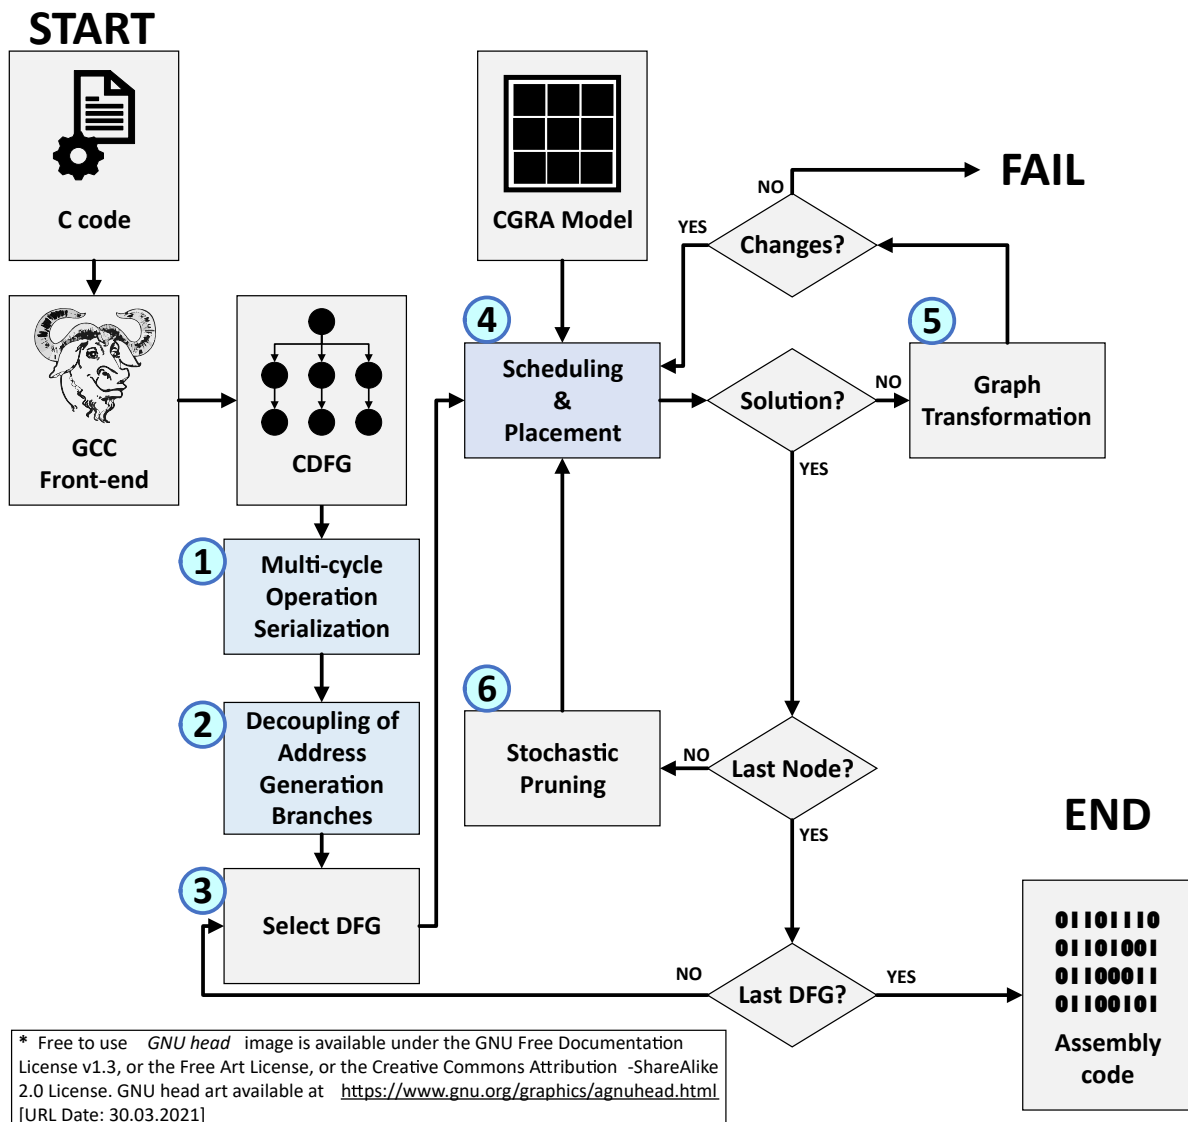 START
C code
GCC
Front-end
CDFG
1
Multi-cycle
Operation
Serialization
2
Decoupling of
Address
Generation
Branches
3
Select DFG
CGRA Model
4
Scheduling
&
Placement
Solution?
NO
YES
5
Graph
Transformation
Changes?
YES
NO
FAIL
6
Stochastic
Pruning
NO
Last Node?
YES
NO
Last DFG?
YES
END
01101110
01101001
01100011
01100101
Assembly
code
* Free to use GNU head image is available under the GNU Free Documentation
License v1.3, or the Free Art License, or the Creative Commons Attribution -ShareAlike
2.0 License. GNU head art available at https://www.gnu.org/graphics/agnuhead.html
[URL Date: 30.03.2021]